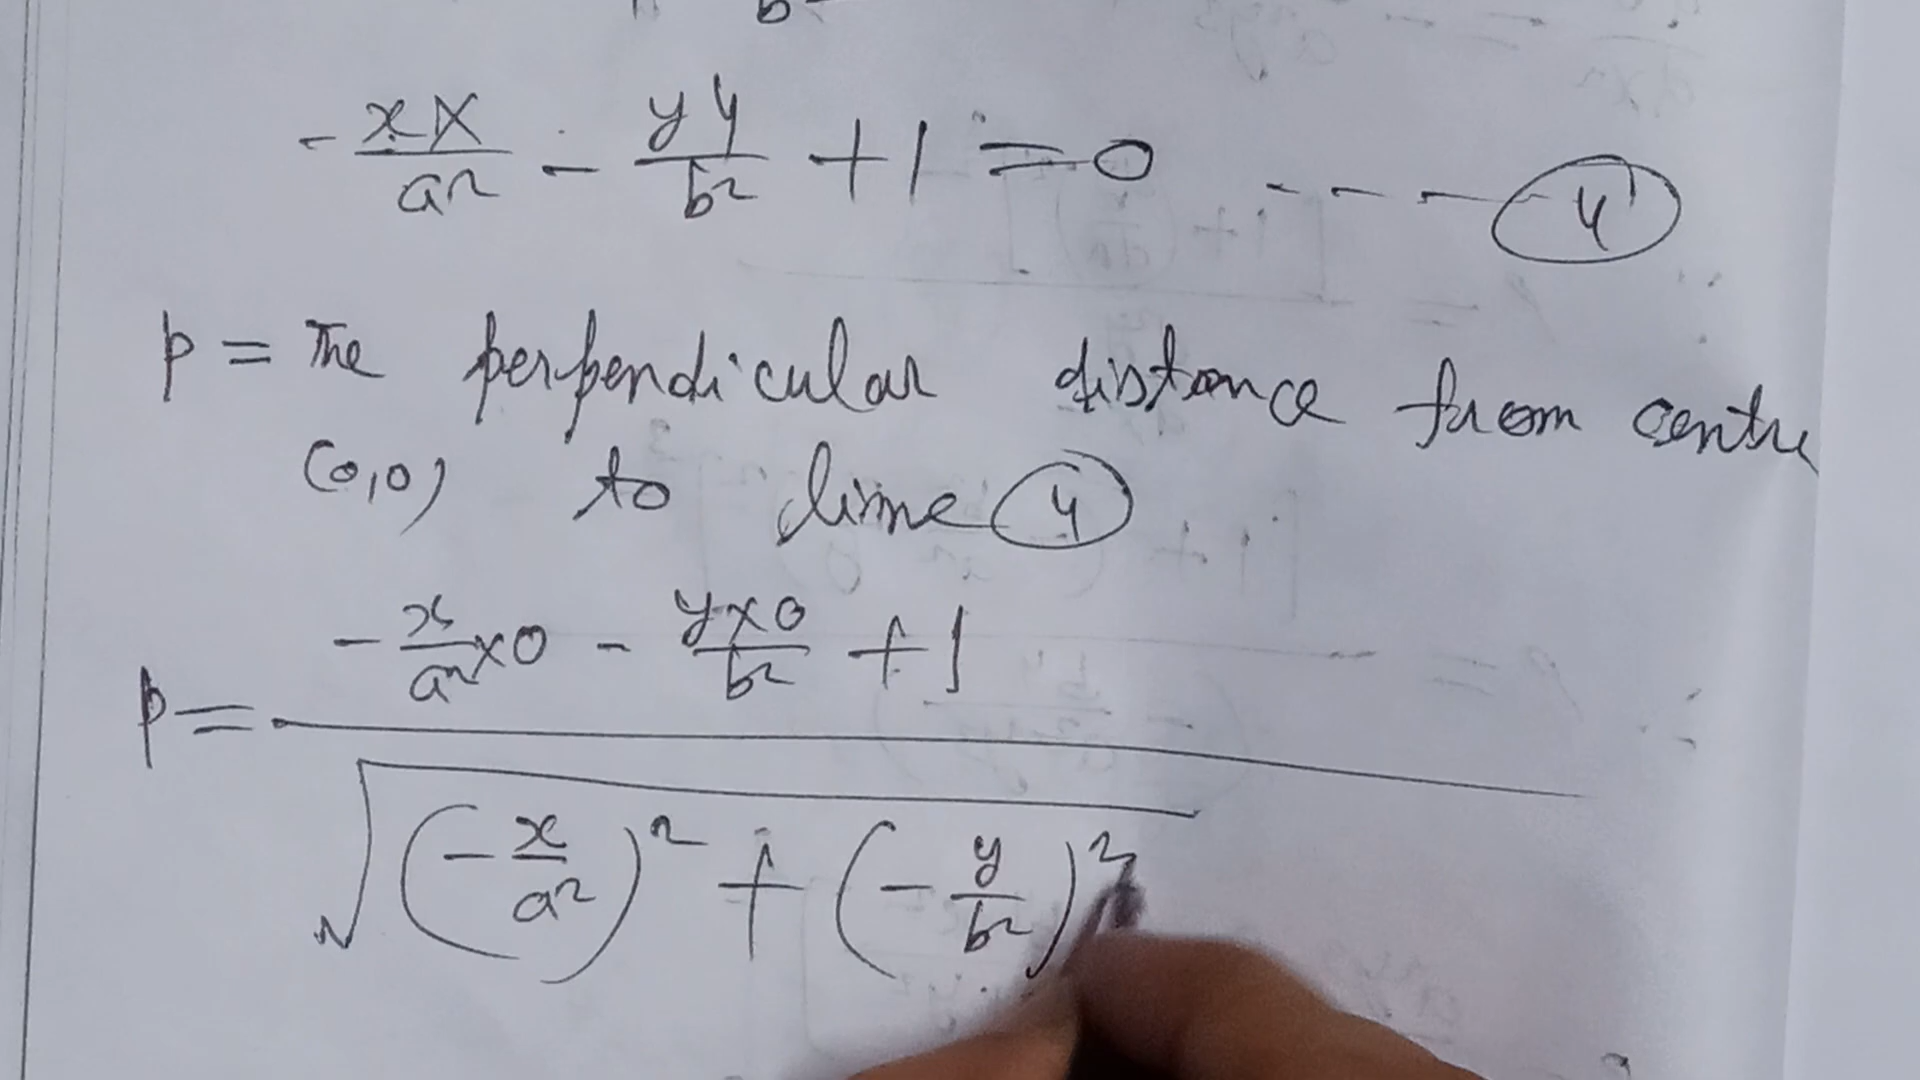 - xX/a² - yY/b² + 1 = 0 - - - - 4
p = The perpendicular distance from centre
(0,0) to line 4
p = (- x/a² × 0 - y×0/b² + 1) / √((- x/a²)² + (- y/b²)²)